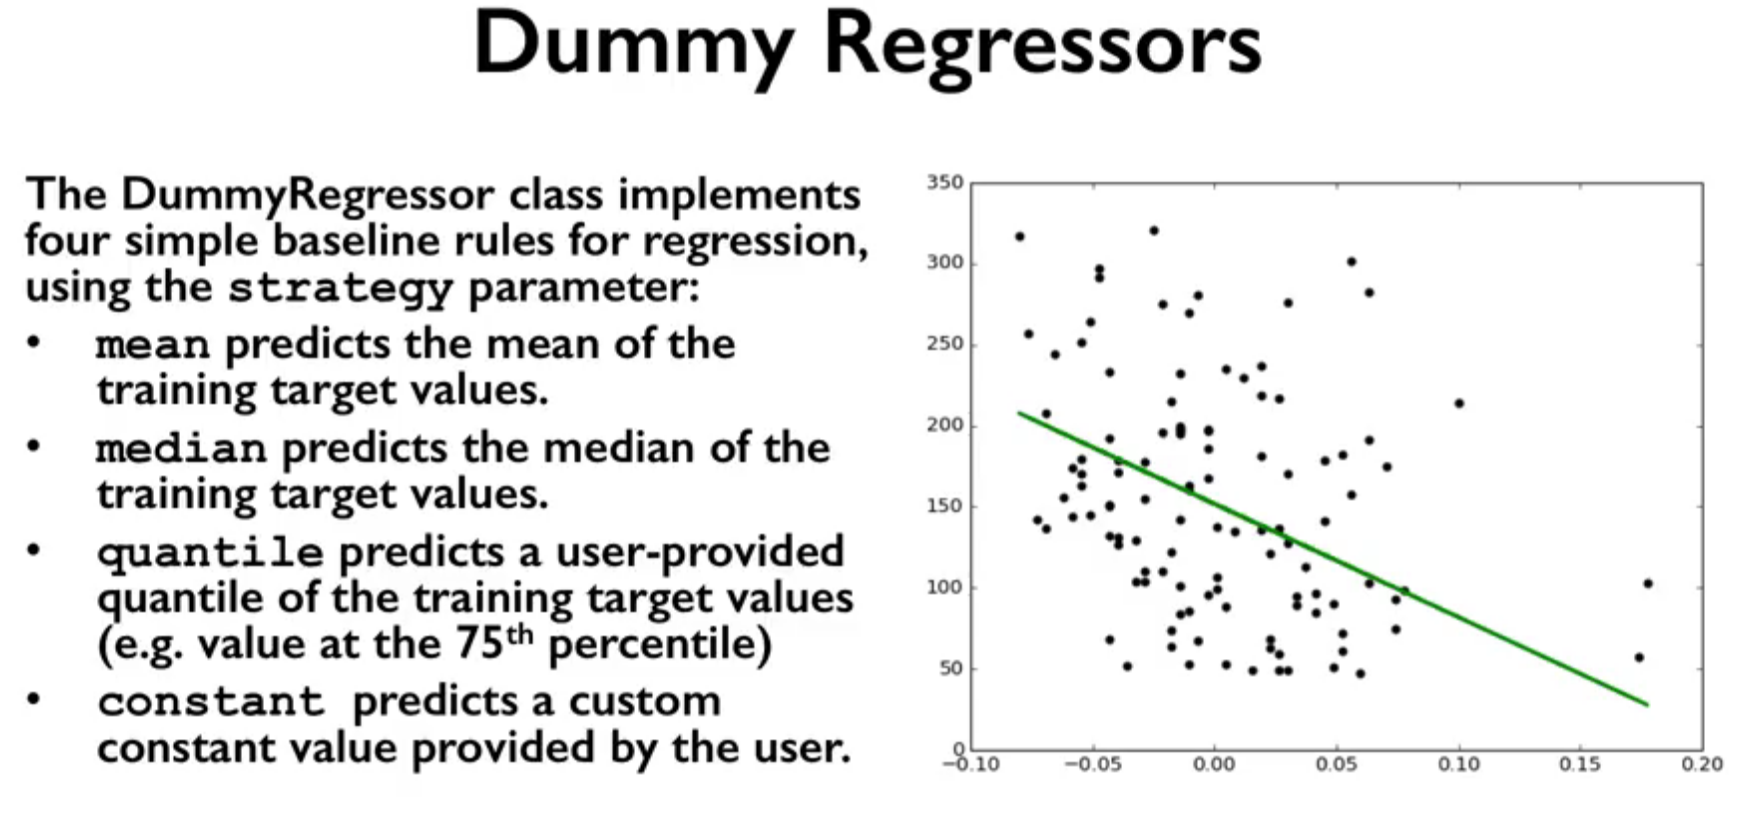 Dummy Regressors
The DummyRegressor class implements
four simple baseline rules for regression,
using the strategy parameter:
• mean predicts the mean of the
training target values.
• median predicts the median of the
training target values.
• quantile predicts a user-provided
quantile of the training target values
(e.g. value at the 75th percentile)
• constant predicts a custom
constant value provided by the user.
350
300
250
200
150
100
50
0
−0.10 −0.05 0.00 0.05 0.10 0.15 0.20